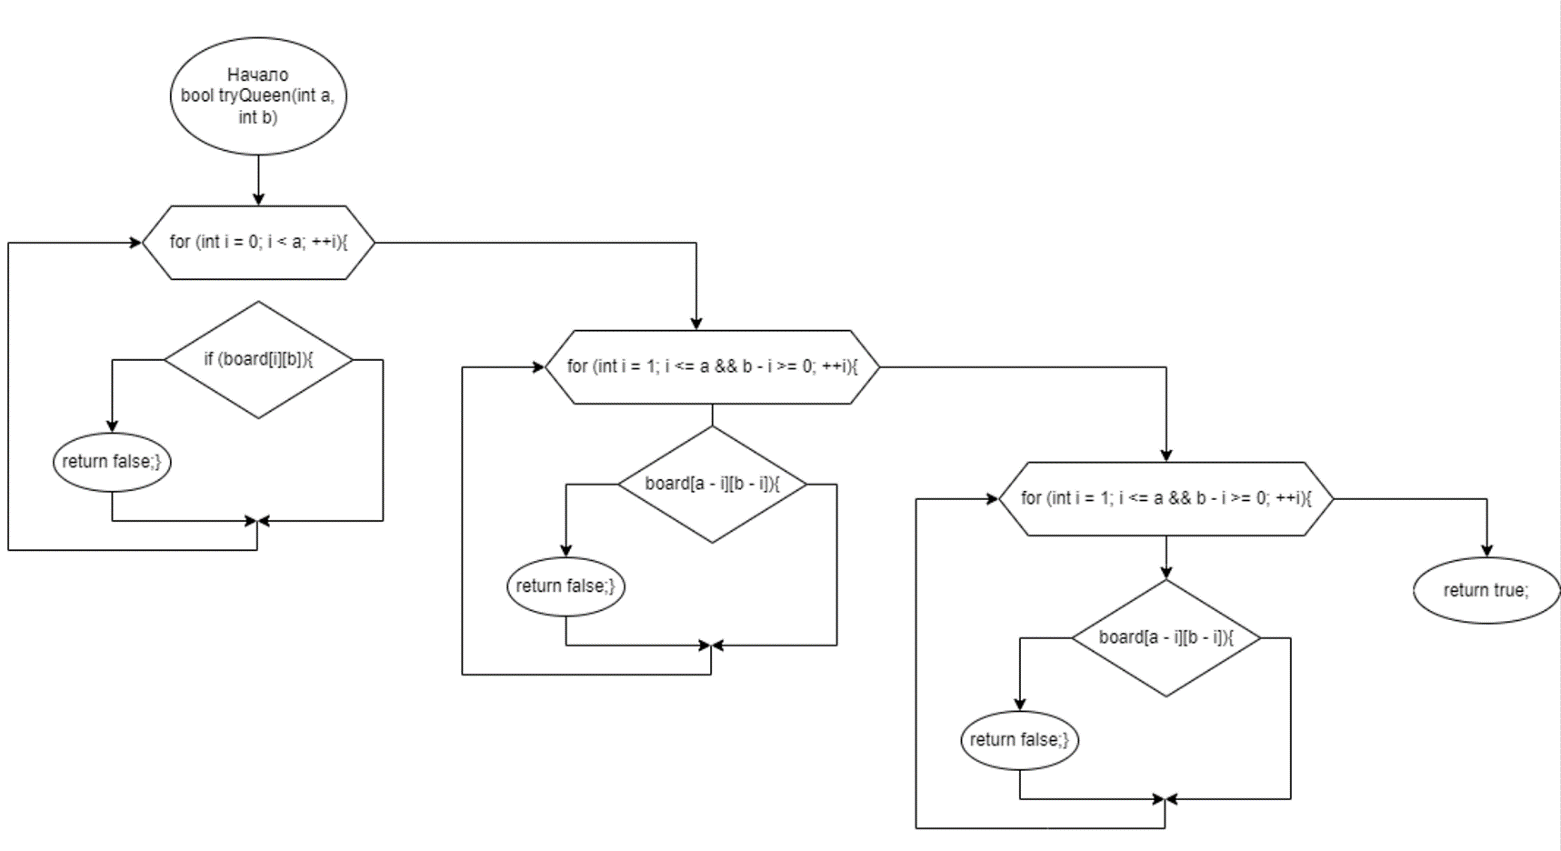 Начало
bool tryQueen(int a,
int b)
for (int i = 0; i < a; ++i){
if (board[i][b]){
return false;}
for (int i = 1; i <= a && b - i >= 0; ++i){
board[a - i][b - i]){
return false;}
for (int i = 1; i <= a && b - i >= 0; ++i){
board[a - i][b - i]){
return false;}
return true;